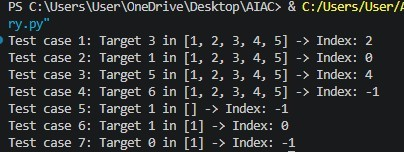 PS C:\Users\User\OneDrive\Desktop\AIAC> & C:/Users/User/A
ry.py"
Test case 1: Target 3 in [1, 2, 3, 4, 5] -> Index: 2
Test case 2: Target 1 in [1, 2, 3, 4, 5] -> Index: 0
Test case 3: Target 5 in [1, 2, 3, 4, 5] -> Index: 4
Test case 4: Target 6 in [1, 2, 3, 4, 5] -> Index: -1
Test case 5: Target 1 in [] -> Index: -1
Test case 6: Target 1 in [1] -> Index: 0
Test case 7: Target 0 in [1] -> Index: -1